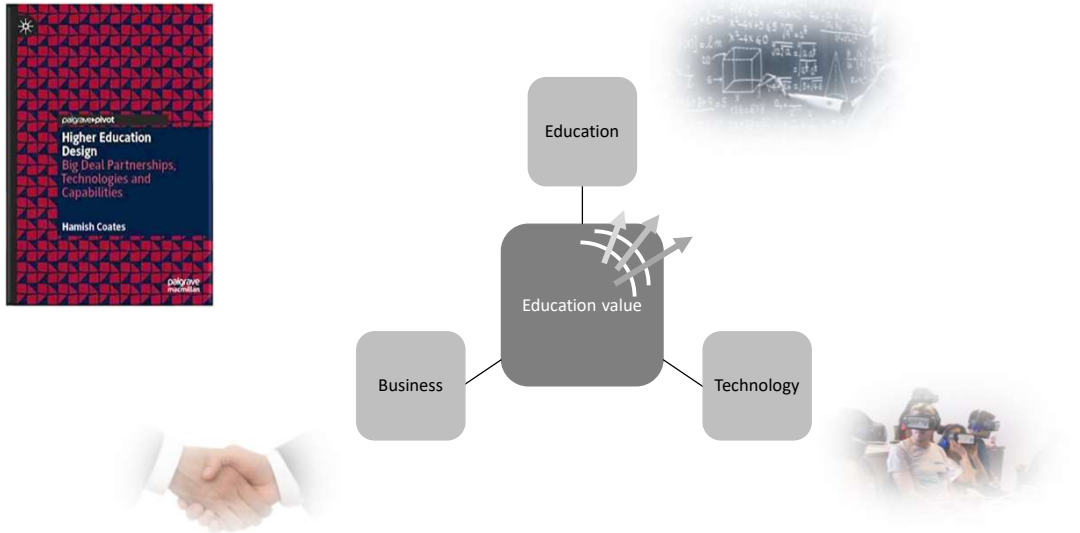 palgrave pivot
Higher Education
Design
Big Deal Partnerships,
Technologies and
Capabilities
Hamish Coates
palgrave
macmillan
Education
Education value
Business
Technology